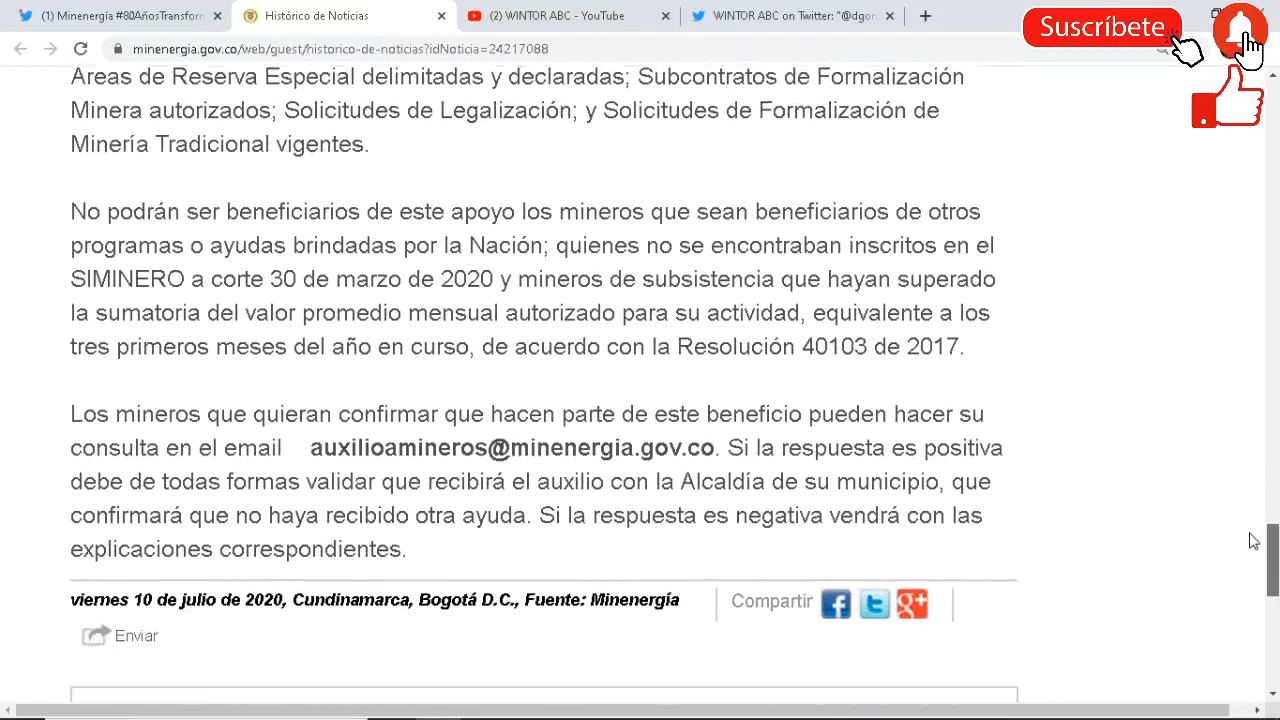 (1) Minenergía #80AñosTransform
Histórico de Noticias
(2) WINTOR ABC - YouTube
WINTOR ABC on Twitter: "@dgon
Suscríbete
minenergia.gov.co/web/guest/historico-de-noticias?idNoticia=24217088
Áreas de Reserva Especial delimitadas y declaradas; Subcontratos de Formalización
Minera autorizados; Solicitudes de Legalización; y Solicitudes de Formalización de
Minería Tradicional vigentes.
No podrán ser beneficiarios de este apoyo los mineros que sean beneficiarios de otros
programas o ayudas brindadas por la Nación; quienes no se encontraban inscritos en el
SIMINERO a corte 30 de marzo de 2020 y mineros de subsistencia que hayan superado
la sumatoria del valor promedio mensual autorizado para su actividad, equivalente a los
tres primeros meses del año en curso, de acuerdo con la Resolución 40103 de 2017.
Los mineros que quieran confirmar que hacen parte de este beneficio pueden hacer su
consulta en el email auxilioamineros@minenergia.gov.co. Si la respuesta es positiva
debe de todas formas validar que recibirá el auxilio con la Alcaldía de su municipio, que
confirmará que no haya recibido otra ayuda. Si la respuesta es negativa vendrá con las
explicaciones correspondientes.
viernes 10 de julio de 2020, Cundinamarca, Bogotá D.C., Fuente: Minenergía
Compartir
Enviar